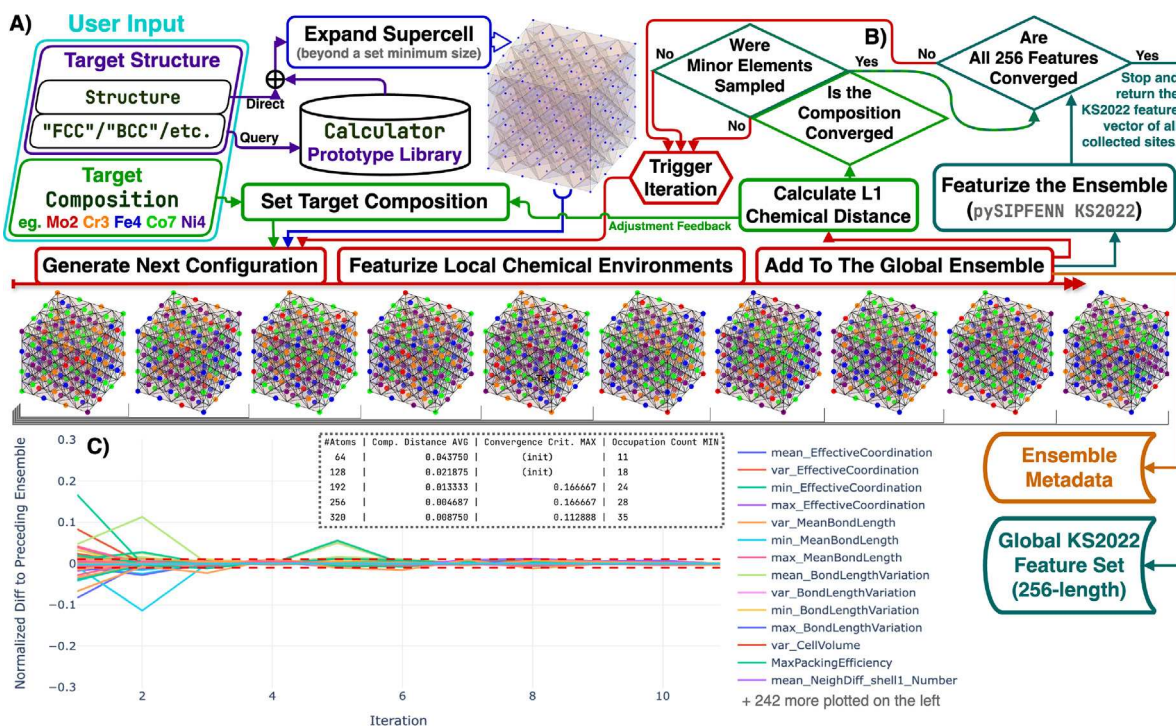 A)
User Input
Target Structure
Structure
"FCC"/"BCC"/etc.
Direct
Query
Target
Composition
eg. Mo2 Cr3 Fe4 Co7 Ni4
Expand Supercell
(beyond a set minimum size)
Calculator
Prototype Library
Set Target Composition
B)
No
Were
Minor Elements
Sampled
Yes
Is the
Composition
Converged
No
No
Are
All 256 Features
Converged
Yes
Stop and
return the
KS2022 feature
vector of all
collected sites
Trigger
Iteration
Calculate L1
Chemical Distance
Adjustment Feedback
Featurize the Ensemble
(pySIPFENN KS2022)
Generate Next Configuration
Featurize Local Chemical Environments
Add To The Global Ensemble
Text
C)
#Atoms | Comp. Distance AVG | Convergence Crit. MAX | Occupation Count MIN
64 | 0.043750 | (init) | 11
128 | 0.021875 | (init) | 18
192 | 0.013333 | 0.166667 | 24
256 | 0.004687 | 0.166667 | 28
320 | 0.008750 | 0.112888 | 35
Normalized Diff to Preceding Ensemble
0.3
0.2
0.1
0
−0.1
−0.2
−0.3
2
4
6
8
10
Iteration
mean_EffectiveCoordination
var_EffectiveCoordination
min_EffectiveCoordination
max_EffectiveCoordination
var_MeanBondLength
min_MeanBondLength
max_MeanBondLength
mean_BondLengthVariation
var_BondLengthVariation
min_BondLengthVariation
max_BondLengthVariation
var_CellVolume
MaxPackingEfficiency
mean_NeighDiff_shell1_Number
+ 242 more plotted on the left
Ensemble
Metadata
Global KS2022
Feature Set
(256-length)